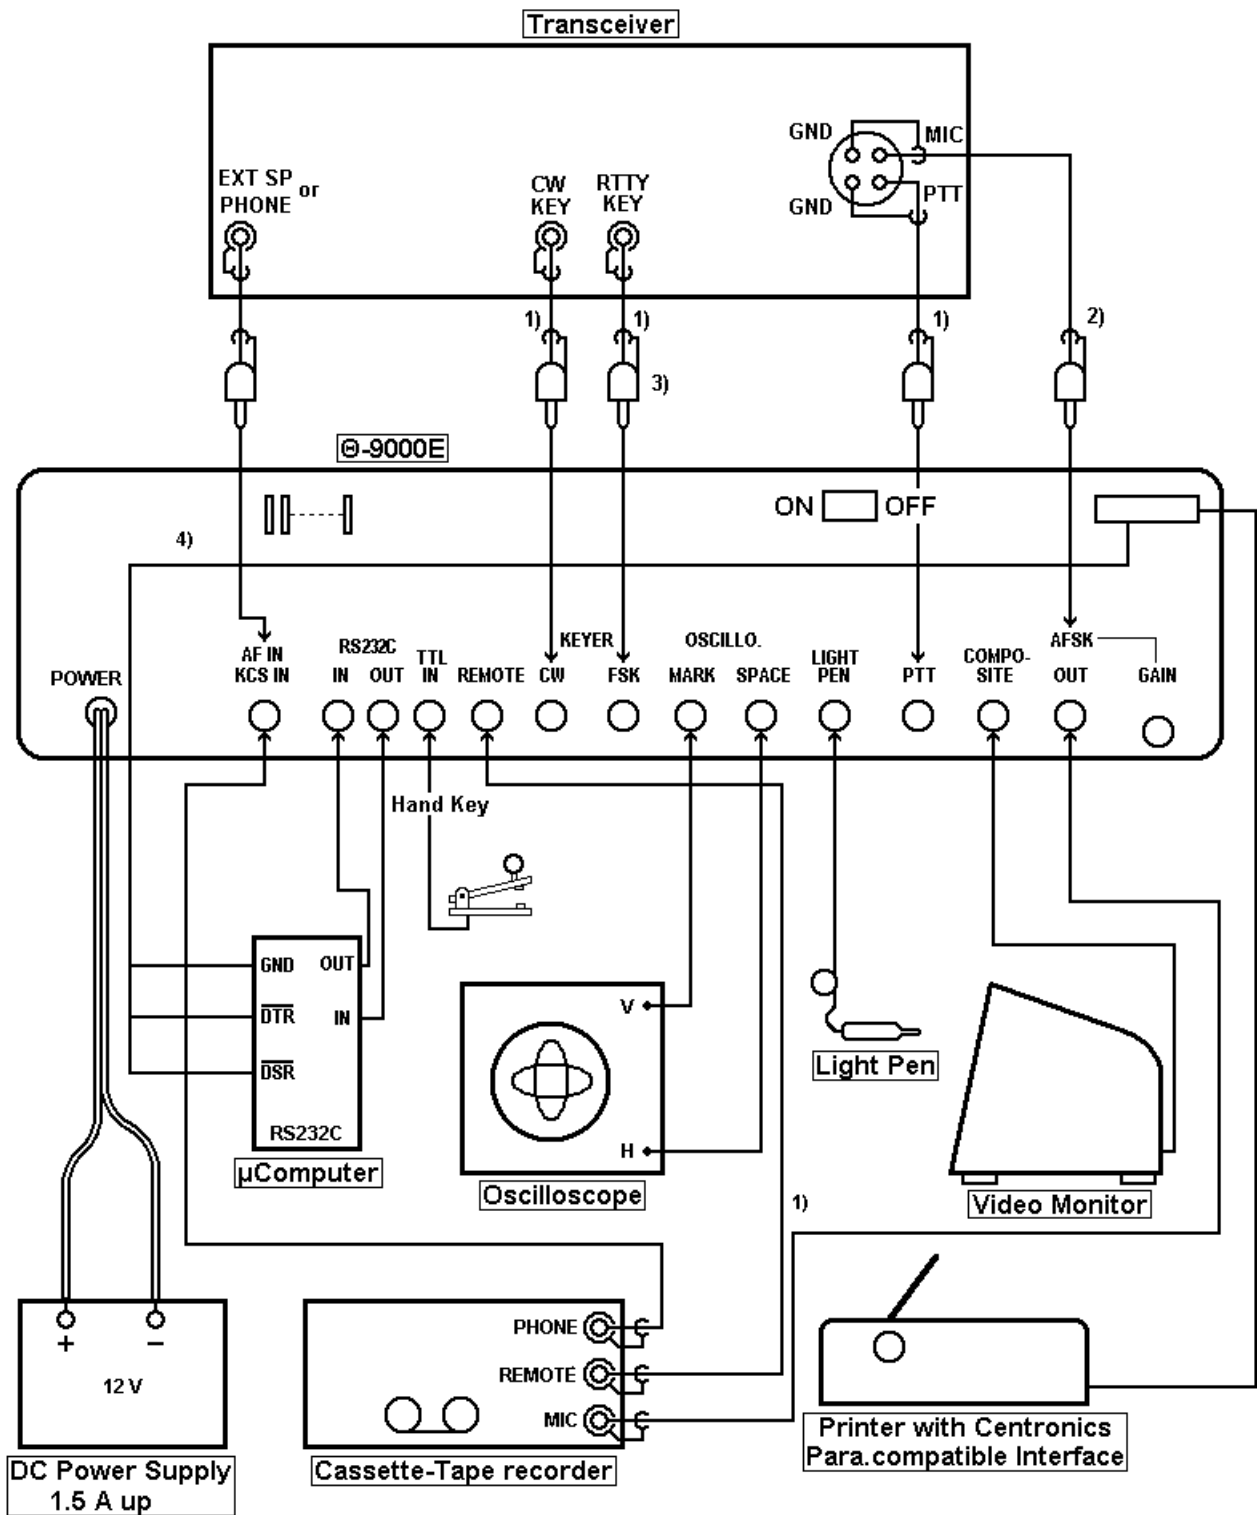 Transceiver
GND
MIC
EXT SP
or
PHONE
CW
KEY
RTTY
KEY
GND
PTT
1)
1)
1)
2)
3)
Θ-9000E
ON
OFF
4)
POWER
AF IN
KCS IN
RS232C
IN
OUT
TTL
IN
REMOTE
KEYER
CW
FSK
OSCILLO.
MARK
SPACE
LIGHT
PEN
PTT
COMPO-
SITE
AFSK
OUT
GAIN
Hand Key
GND
OUT
DTR
IN
DSR
RS232C
µComputer
V
H
Oscilloscope
Light Pen
Video Monitor
1)
+
−
12 V
DC Power Supply
1.5 A up
PHONE
REMOTE
MIC
Cassette-Tape recorder
Printer with Centronics
Para.compatible Interface